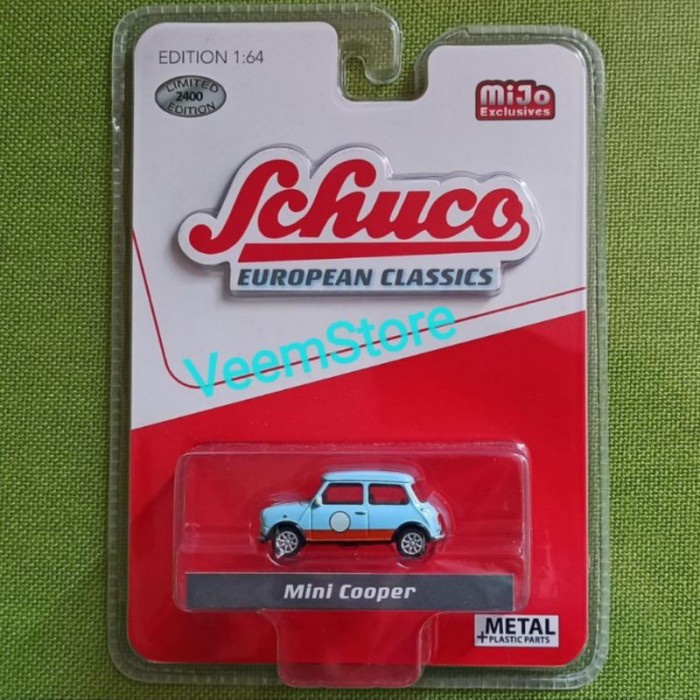 EDITION 1:64
LIMITED
2400
EDITION
MiJo
Exclusives
Schuco
EUROPEAN CLASSICS
VeemStore
Mini Cooper
METAL
+PLASTIC PARTS